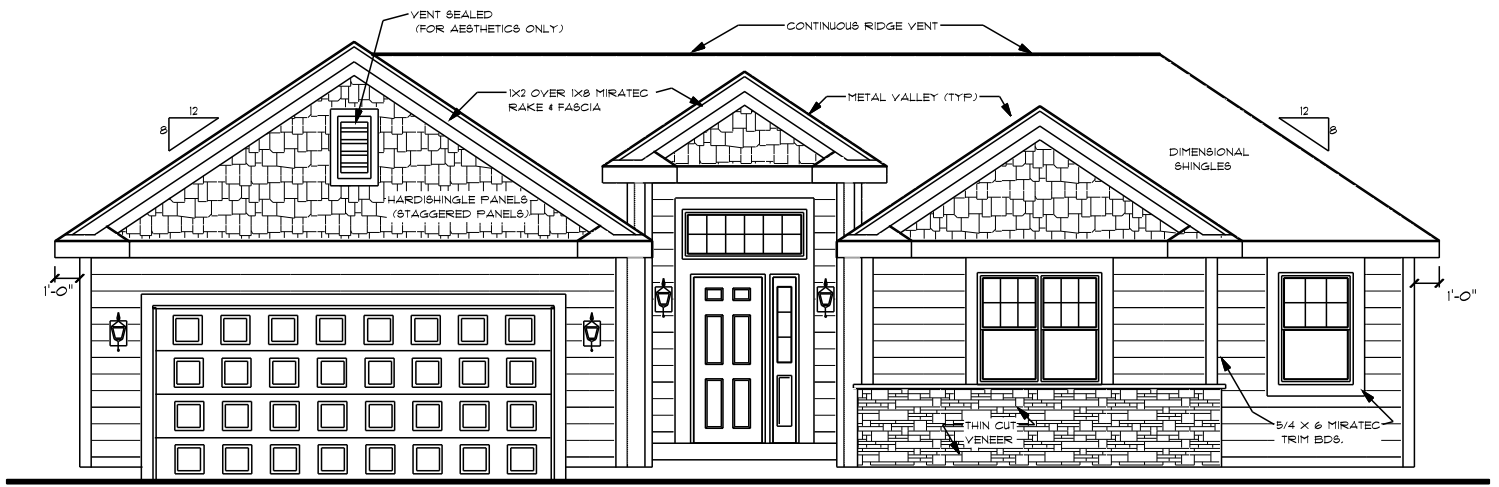 VENT SEALED
(FOR AESTHETICS ONLY)
CONTINUOUS RIDGE VENT
1X2 OVER 1X8 MIRATEC
RAKE & FASCIA
METAL VALLEY (TYP.)
12
8
12
8
DIMENSIONAL
SHINGLES
HARDISHINGLE PANELS
(STAGGERED PANELS)
1'-0"
1'-0"
THIN CUT
VENEER
5/4 X 6 MIRATEC
TRIM BDS.